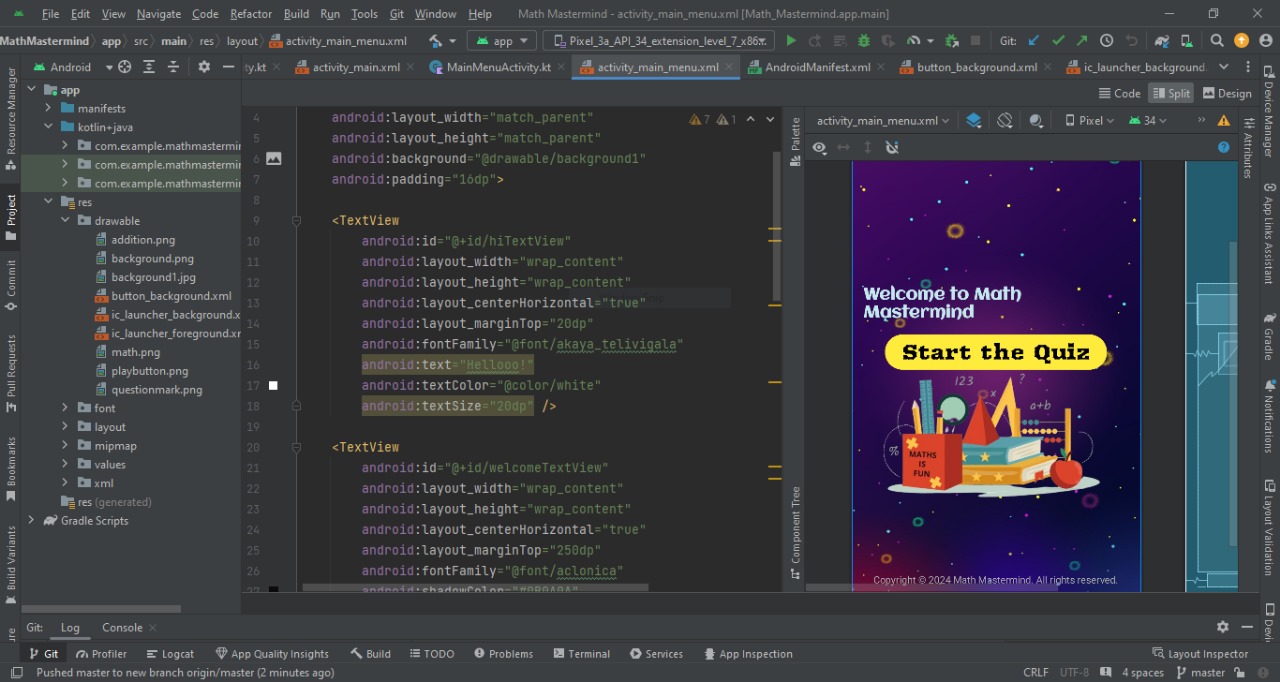 File Edit View Navigate Code Refactor Build Run Tools Git Window Help Math Mastermind - activity_main_menu.xml [Math_Mastermind.app.main]
MathMastermind app src main res layout activity_main_menu.xml app Pixel_3a_API_34_extension_level_7_x86 Git:
Android ty.kt activity_main.xml MainMenuActivity.kt activity_main_menu.xml AndroidManifest.xml button_background.xml ic_launcher_background
Code Split Design
Resource Manager
Project
Commit
Pull Requests
Bookmarks
Build Variants
app
manifests
kotlin+java
com.example.mathmastermin
com.example.mathmastermin
com.example.mathmastermin
res
drawable
addition.png
background.png
background1.jpg
button_background.xml
ic_launcher_background.x
ic_launcher_foreground.xr
math.png
playbutton.png
questionmark.png
font
layout
mipmap
values
xml
res (generated)
Gradle Scripts
4 android:layout_width="match_parent"
5 android:layout_height="match_parent"
6 android:background="@drawable/background1"
7 android:padding="16dp">
8
9 <TextView
10 android:id="@+id/hiTextView"
11 android:layout_width="wrap_content"
12 android:layout_height="wrap_content"
13 android:layout_centerHorizontal="true"
14 android:layout_marginTop="20dp"
15 android:fontFamily="@font/akaya_telivigala"
16 android:text="Hellooo!"
17 android:textColor="@color/white"
18 android:textSize="20dp" />
19
20 <TextView
21 android:id="@+id/welcomeTextView"
22 android:layout_width="wrap_content"
23 android:layout_height="wrap_content"
24 android:layout_centerHorizontal="true"
25 android:layout_marginTop="250dp"
26 android:fontFamily="@font/aclonica"
27 android:shadowColor="#0B0A0A"
7 1
Palette
Component Tree
activity_main_menu.xml Pixel 34
Welcome to Math
Mastermind
Start the Quiz
123
?
x
a+b
%
MATHS
IS
FUN
Copyright © 2024 Math Mastermind. All rights reserved.
Attributes
Device Manager
App Links Assistant
Gradle
Notifications
Layout Validation
Git: Log Console
Git Profiler Logcat App Quality Insights Build TODO Problems Terminal Services App Inspection Layout Inspector
Pushed master to new branch origin/master (2 minutes ago) CRLF UTF-8 4 spaces master